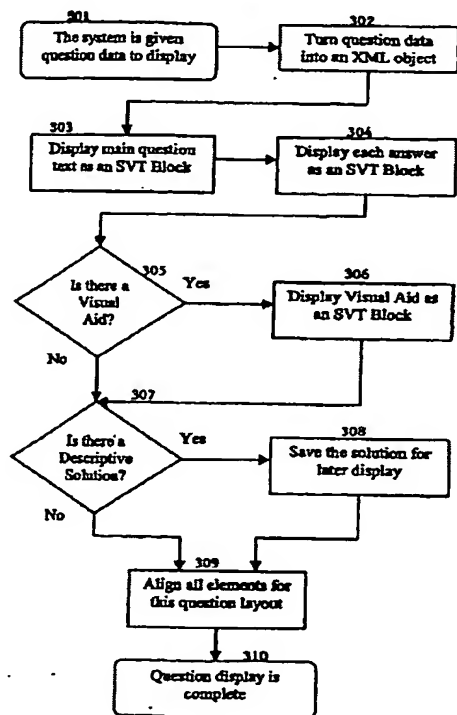 301
The system is given
question data to display
302
Turn question data
into an XML object
303
Display main question
text as an SVT Block
304
Display each answer
as an SVT Block
305
Is there a
Visual
Aid?
Yes
306
Display Visual Aid as
an SVT Block
No
307
Is there a
Descriptive
Solution?
Yes
308
Save the solution for
later display
No
309
Align all elements for
this question layout
310
Question display is
complete